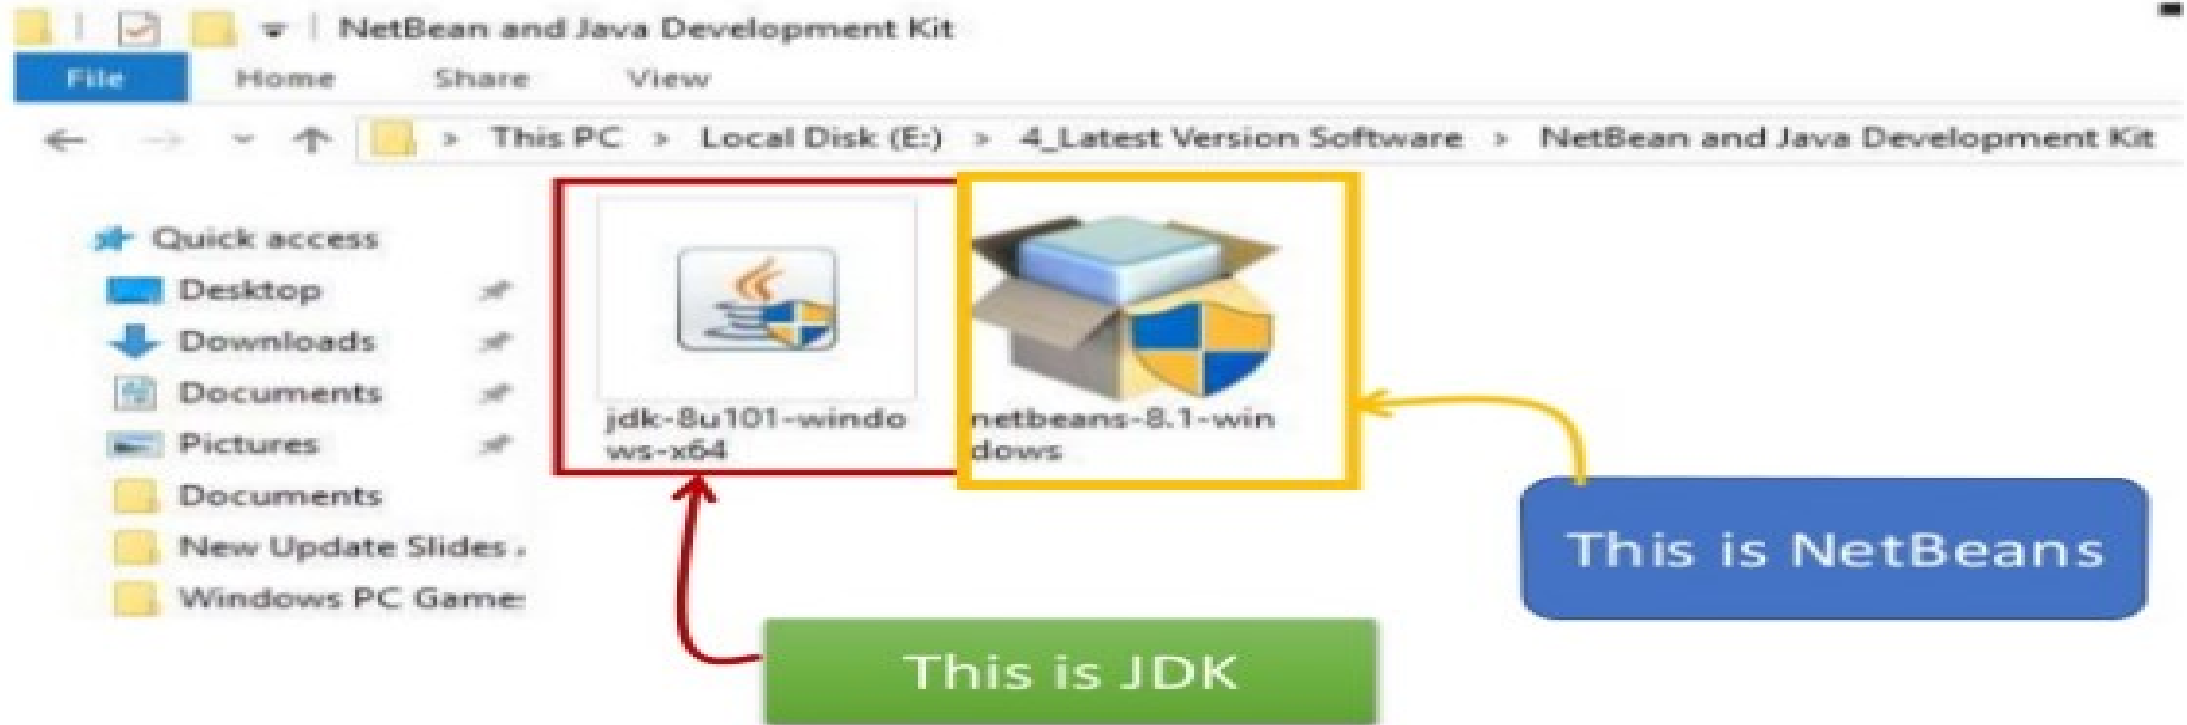 NetBean and Java Development Kit
File Home Share View
This PC > Local Disk (E:) > 4_Latest Version Software > NetBean and Java Development Kit
Quick access
Desktop
Downloads
Documents
Pictures
Documents
New Update Slides
Windows PC Games
jdk-8u101-windo
ws-x64
netbeans-8.1-win
dows
This is NetBeans
This is JDK